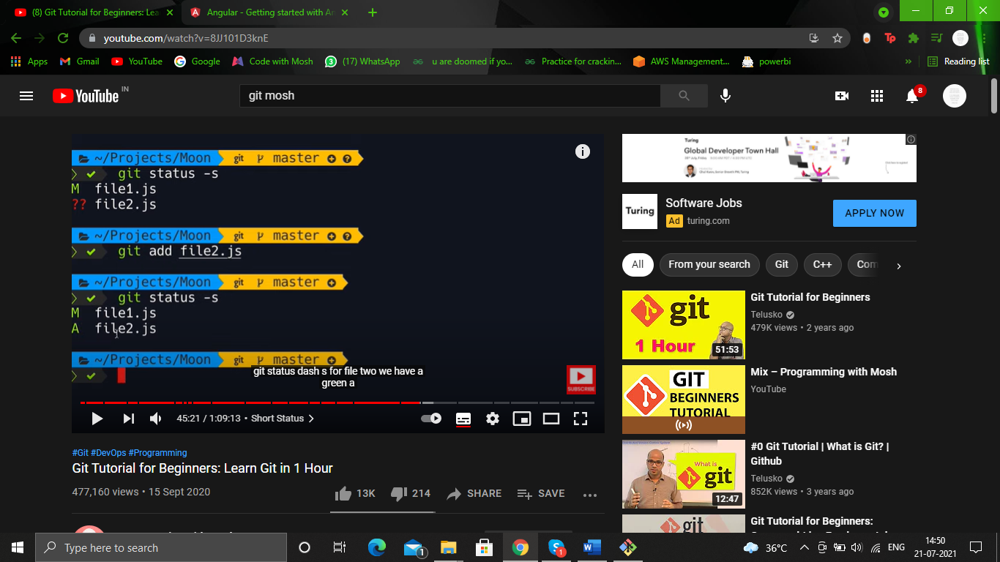 (8) Git Tutorial for Beginners: Lea
Angular - Getting started with An
youtube.com/watch?v=8JJ101D3knE
Apps
Gmail
YouTube
Google
Code with Mosh
(17) WhatsApp
u are doomed if yo...
Practice for crackin...
AWS Management...
powerbi
»
Reading list
YouTube IN
git mosh
8
~/Projects/Moon git master
git status -s
M file1.js
?? file2.js
~/Projects/Moon git master
git add file2.js
~/Projects/Moon git master
git status -s
M file1.js
A file2.js
~/Projects/Moon git master
git status dash s for file two we have a
green a
SUBSCRIBE
45:21 / 1:09:13 • Short Status
#Git #DevOps #Programming
Git Tutorial for Beginners: Learn Git in 1 Hour
477,160 views • 15 Sept 2020
13K
214
SHARE
SAVE
Turing
Global Developer Town Hall
Turing
Software Jobs
Ad turing.com
APPLY NOW
All
From your search
Git
C++
Com
git
1 Hour
51:53
Git Tutorial for Beginners
Telusko
479K views • 2 years ago
GIT
BEGINNERS
TUTORIAL
Mix – Programming with Mosh
YouTube
What is
git
12:47
#0 Git Tutorial | What is Git? |
Github
Telusko
852K views • 3 years ago
git
Git Tutorial for Beginners:
Type here to search
1
1
36°C
ENG
14:50
21-07-2021